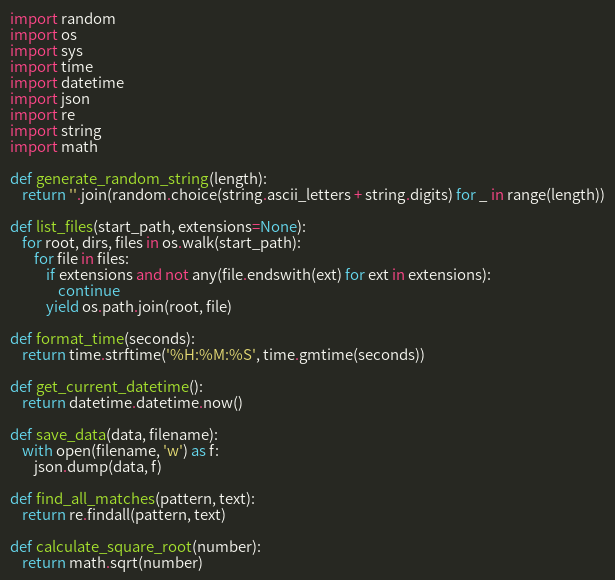 import random
import os
import sys
import time
import datetime
import json
import re
import string
import math

def generate_random_string(length):
    return ''.join(random.choice(string.ascii_letters + string.digits) for _ in range(length))

def list_files(start_path, extensions=None):
    for root, dirs, files in os.walk(start_path):
        for file in files:
            if extensions and not any(file.endswith(ext) for ext in extensions):
                continue
            yield os.path.join(root, file)

def format_time(seconds):
    return time.strftime('%H:%M:%S', time.gmtime(seconds))

def get_current_datetime():
    return datetime.datetime.now()

def save_data(data, filename):
    with open(filename, 'w') as f:
        json.dump(data, f)

def find_all_matches(pattern, text):
    return re.findall(pattern, text)

def calculate_square_root(number):
    return math.sqrt(number)